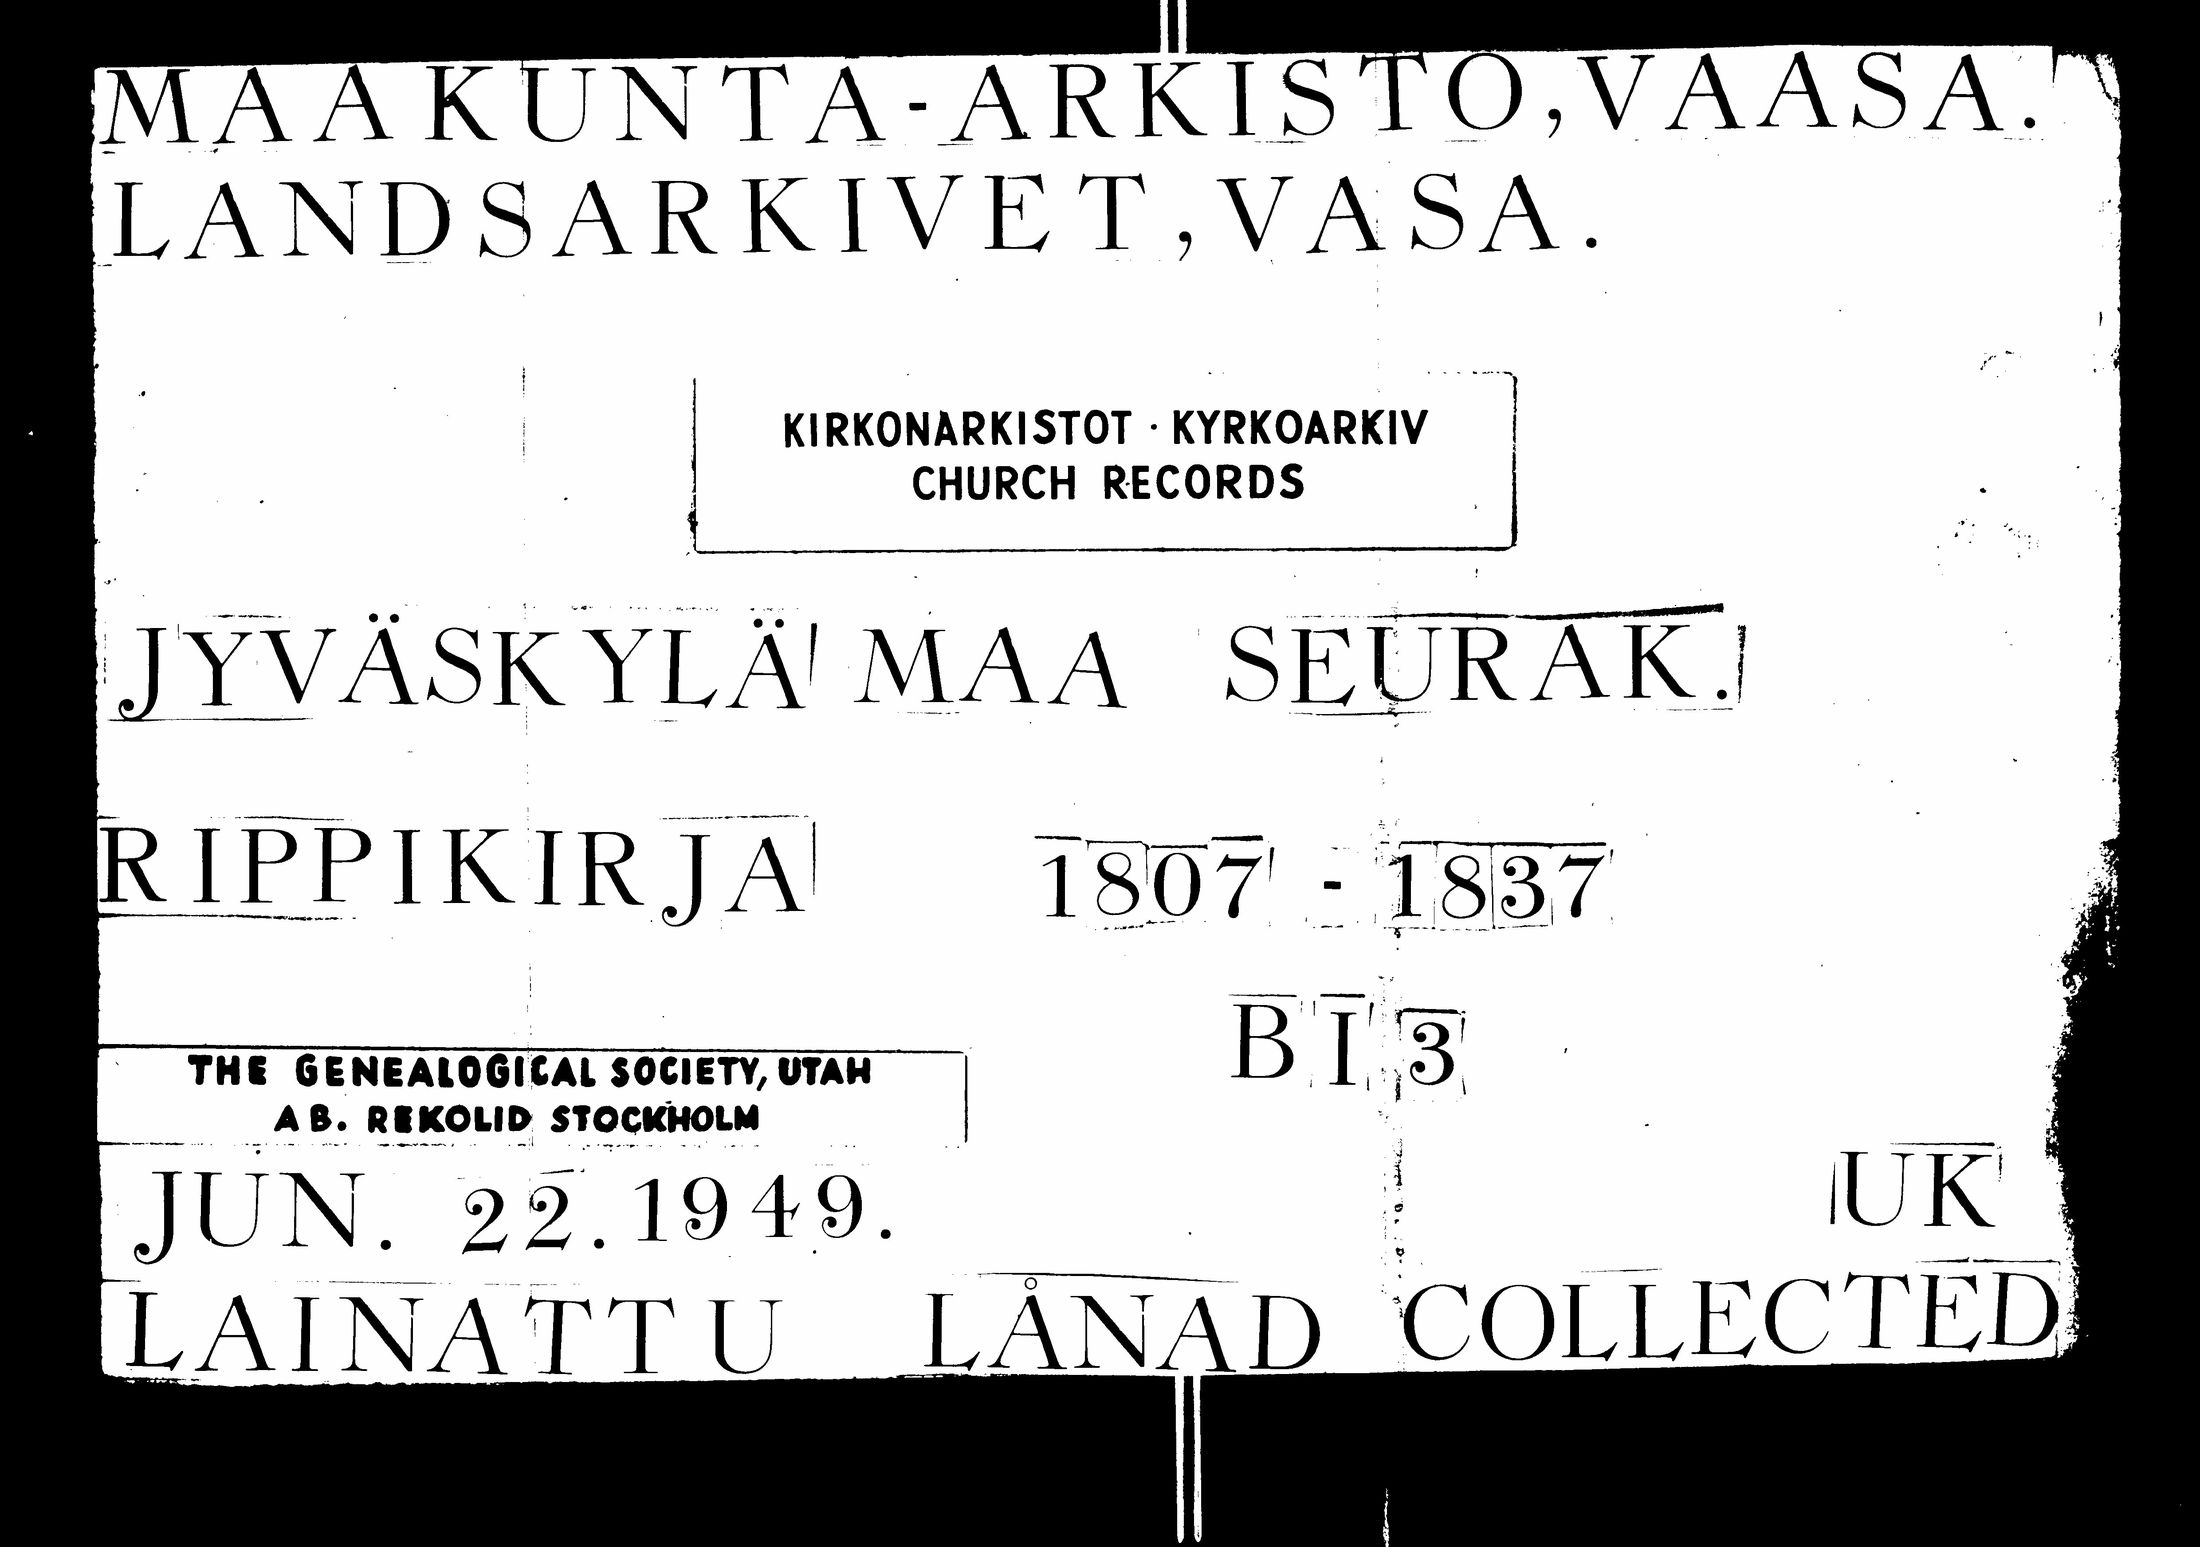 MAAKUNTA-ARKISTO, VAASA.
LANDSARKIVET, VASA.
KIRKONARKISTOT · KYRKOARKIV
CHURCH RECORDS
JYVÄSKYLÄ MAA SEURAK.
RIPPIKIRJA 1807 - 1837
B I 3
THE GENEALOGICAL SOCIETY, UTAH
AB. REKOLID STOCKHOLM
JUN. 22. 1949.
UK
LAINATTU LÅNAD COLLECTED